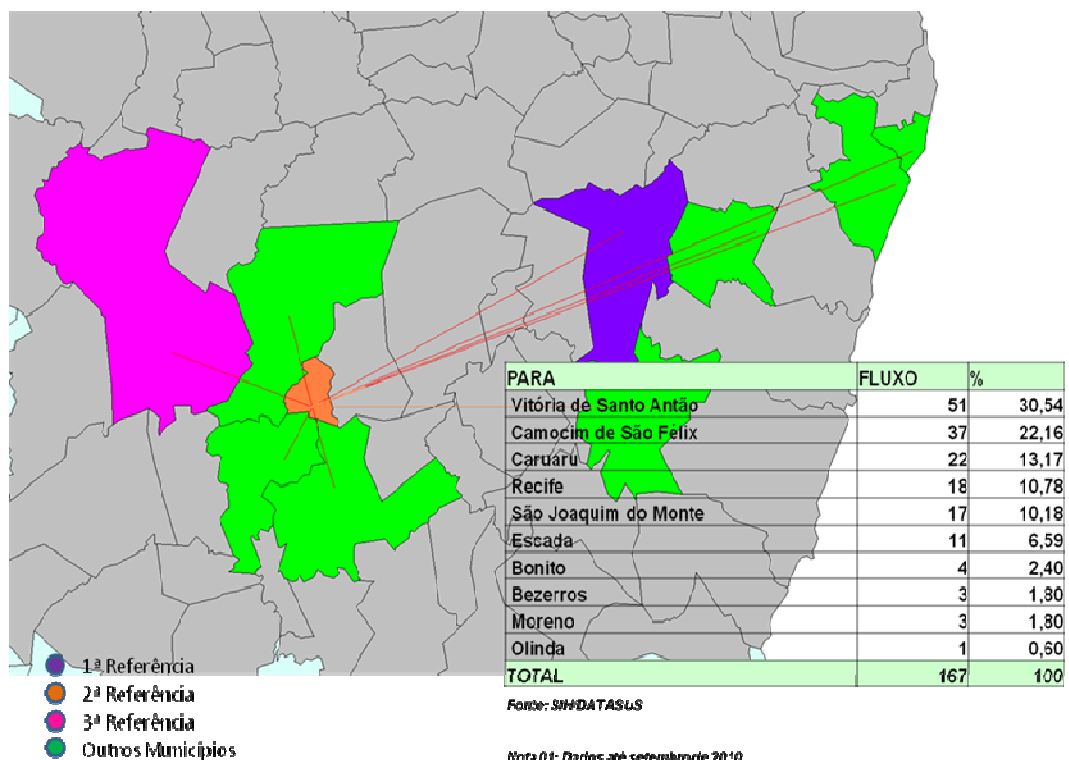 PARA FLUXO %
Vitória de Santo Antão 51 30,54
Camocim de São Félix 37 22,16
Caruaru 22 13,17
Recife 18 10,78
São Joaquim do Monte 17 10,18
Escada 11 6,59
Bonito 4 2,40
Bezerros 3 1,80
Moreno 3 1,80
Olinda 1 0,60
TOTAL 167 100
1ª Referência
2ª Referência
3ª Referência
Outros Municípios
Fonte: SIH/DATASUS
Nota 01: Dados até setembro de 2010